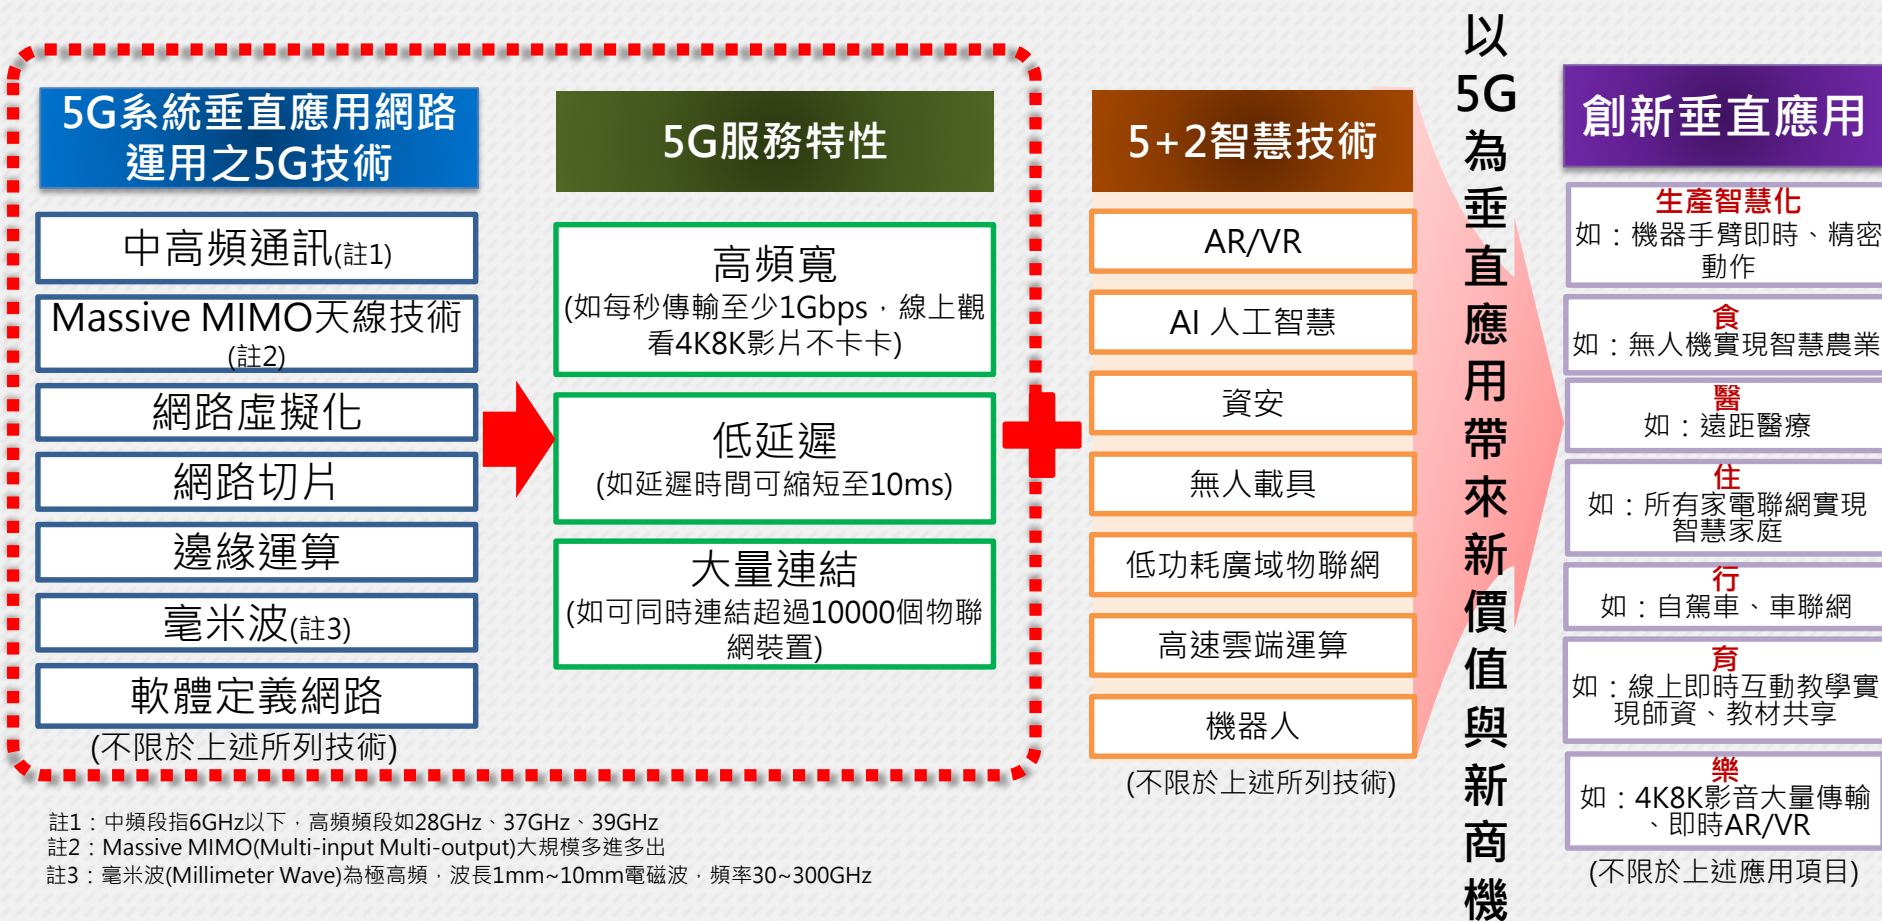 5G系統垂直應用網路
運用之5G技術
中高頻通訊(註1)
Massive MIMO天線技術
(註2)
網路虛擬化
網路切片
邊緣運算
毫米波(註3)
軟體定義網路
(不限於上述所列技術)
5G服務特性
高頻寬
(如每秒傳輸至少1Gbps，線上觀
看4K8K影片不卡卡)
低延遲
(如延遲時間可縮短至10ms)
大量連結
(如可同時連結超過10000個物聯
網裝置)
5+2智慧技術
AR/VR
AI 人工智慧
資安
無人載具
低功耗廣域物聯網
高速雲端運算
機器人
(不限於上述所列技術)
以5G為垂直應用帶來新價值與新商機
創新垂直應用
生產智慧化
如：機器手臂即時、精密
動作
食
如：無人機實現智慧農業
醫
如：遠距醫療
住
如：所有家電聯網實現
智慧家庭
行
如：自駕車、車聯網
育
如：線上即時互動教學實
現師資、教材共享
樂
如：4K8K影音大量傳輸
、即時AR/VR
(不限於上述應用項目)
註1：中頻段指6GHz以下，高頻頻段如28GHz、37GHz、39GHz
註2：Massive MIMO(Multi-input Multi-output)大規模多進多出
註3：毫米波(Millimeter Wave)為極高頻，波長1mm~10mm電磁波，頻率30~300GHz